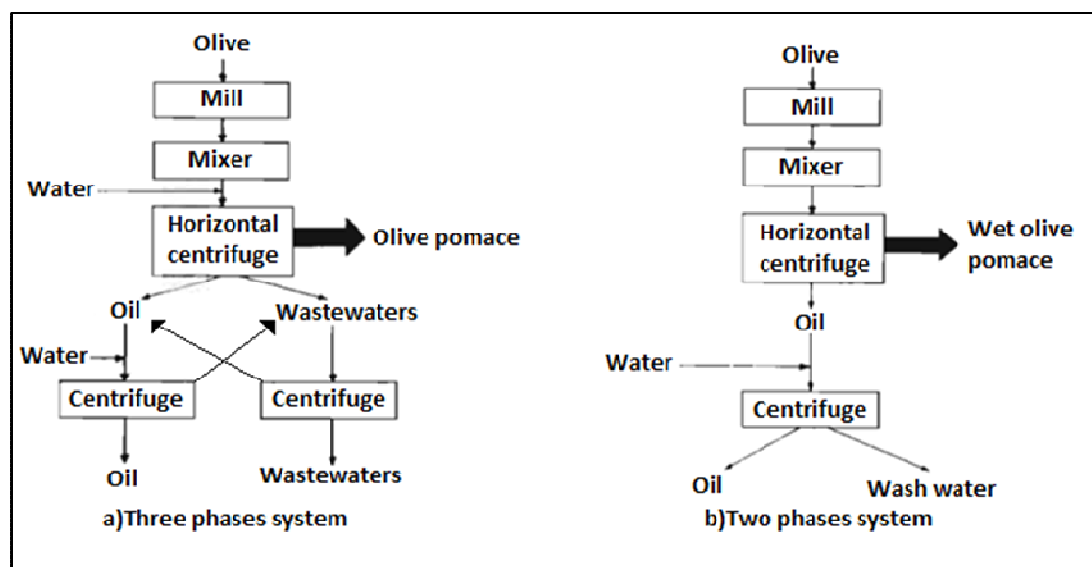 Olive
Mill
Mixer
Water
Horizontal
centrifuge
Olive pomace
Oil
Wastewaters
Water
Centrifuge
Centrifuge
Oil
Wastewaters
a)Three phases system
Olive
Mill
Mixer
Horizontal
centrifuge
Wet olive
pomace
Oil
Water
Centrifuge
Oil
Wash water
b)Two phases system